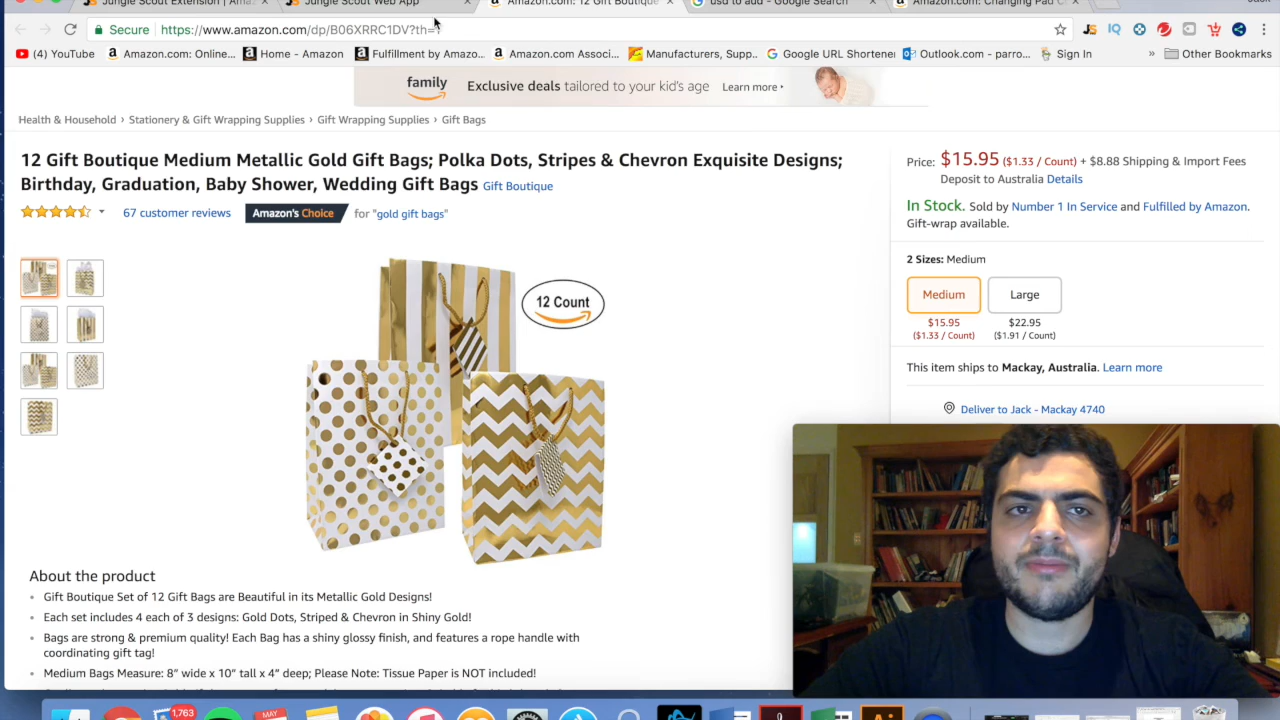 Jungle Scout Extension | Ama
Jungle Scout Web App
Amazon.com: 12 Gift Boutique
usd to aud - Google Search
Amazon.com: Changing Pad C
Jack
Secure
https://www.amazon.com/dp/B06XRRC1DV?th=1
(4) YouTube
Amazon.com: Online...
Home - Amazon
Fulfillment by Amazo...
Amazon.com Associ...
Manufacturers, Supp...
Google URL Shortener
Outlook.com - parro...
Sign In
» Other Bookmarks
family
Exclusive deals tailored to your kid's age
Learn more
Health & Household › Stationery & Gift Wrapping Supplies › Gift Wrapping Supplies › Gift Bags
12 Gift Boutique Medium Metallic Gold Gift Bags; Polka Dots, Stripes & Chevron Exquisite Designs;
Birthday, Graduation, Baby Shower, Wedding Gift Bags Gift Boutique
67 customer reviews
Amazon's Choice for "gold gift bags"
12 Count
Price: $15.95 ($1.33 / Count) + $8.88 Shipping & Import Fees
Deposit to Australia Details
In Stock. Sold by Number 1 In Service and Fulfilled by Amazon.
Gift-wrap available.
2 Sizes: Medium
Medium
Large
$15.95
($1.33 / Count)
$22.95
($1.91 / Count)
This item ships to Mackay, Australia. Learn more
Deliver to Jack - Mackay 4740
About the product
• Gift Boutique Set of 12 Gift Bags are Beautiful in its Metallic Gold Designs!
• Each set includes 4 each of 3 designs: Gold Dots, Striped & Chevron in Shiny Gold!
• Bags are strong & premium quality! Each Bag has a shiny glossy finish, and features a rope handle with
coordinating gift tag!
• Medium Bags Measure: 8" wide x 10" tall x 4" deep; Please Note: Tissue Paper is NOT included!
1,763
MAY